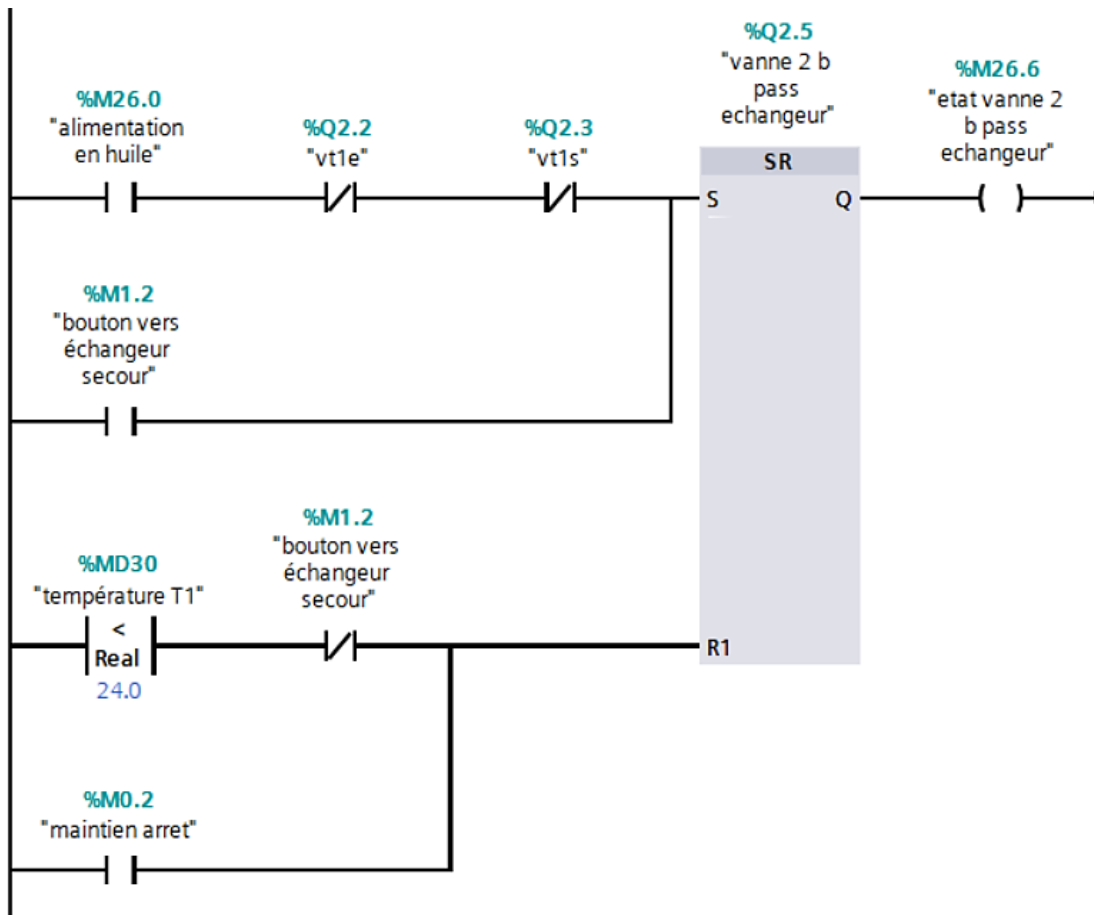 %Q2.5
"vanne 2 b
pass
echangeur"
%M26.6
"etat vanne 2
b pass
echangeur"
%M26.0
"alimentation
en huile"
%Q2.2
"vt1e"
%Q2.3
"vt1s"
SR
S
Q
%M1.2
"bouton vers
échangeur
secour"
%M1.2
"bouton vers
échangeur
secour"
%MD30
"température T1"
<
Real
24.0
R1
%M0.2
"maintien arret"